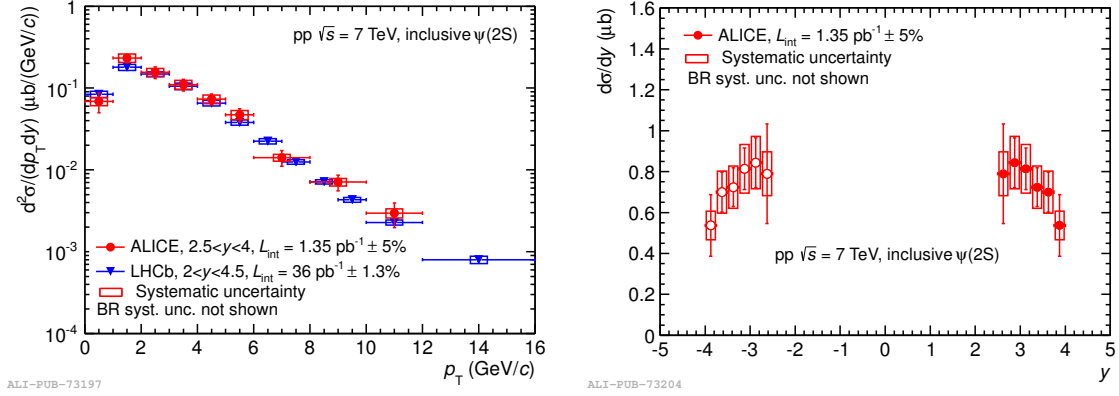 d²σ/(dp_T dy) (μb/(GeV/c))
1
10⁻¹
10⁻²
10⁻³
10⁻⁴
pp √s = 7 TeV, inclusive ψ(2S)
ALICE, 2.5<y<4, L_int = 1.35 pb⁻¹ ± 5%
LHCb, 2<y<4.5, L_int = 36 pb⁻¹ ± 1.3%
Systematic uncertainty
BR syst. unc. not shown
0 2 4 6 8 10 12 14 16
p_T (GeV/c)
ALI-PUB-73197
dσ/dy (μb)
1.6
1.4
1.2
1
0.8
0.6
0.4
0.2
0
ALICE, L_int = 1.35 pb⁻¹ ± 5%
Systematic uncertainty
BR syst. unc. not shown
pp √s = 7 TeV, inclusive ψ(2S)
-5 -4 -3 -2 -1 0 1 2 3 4 5
y
ALI-PUB-73204